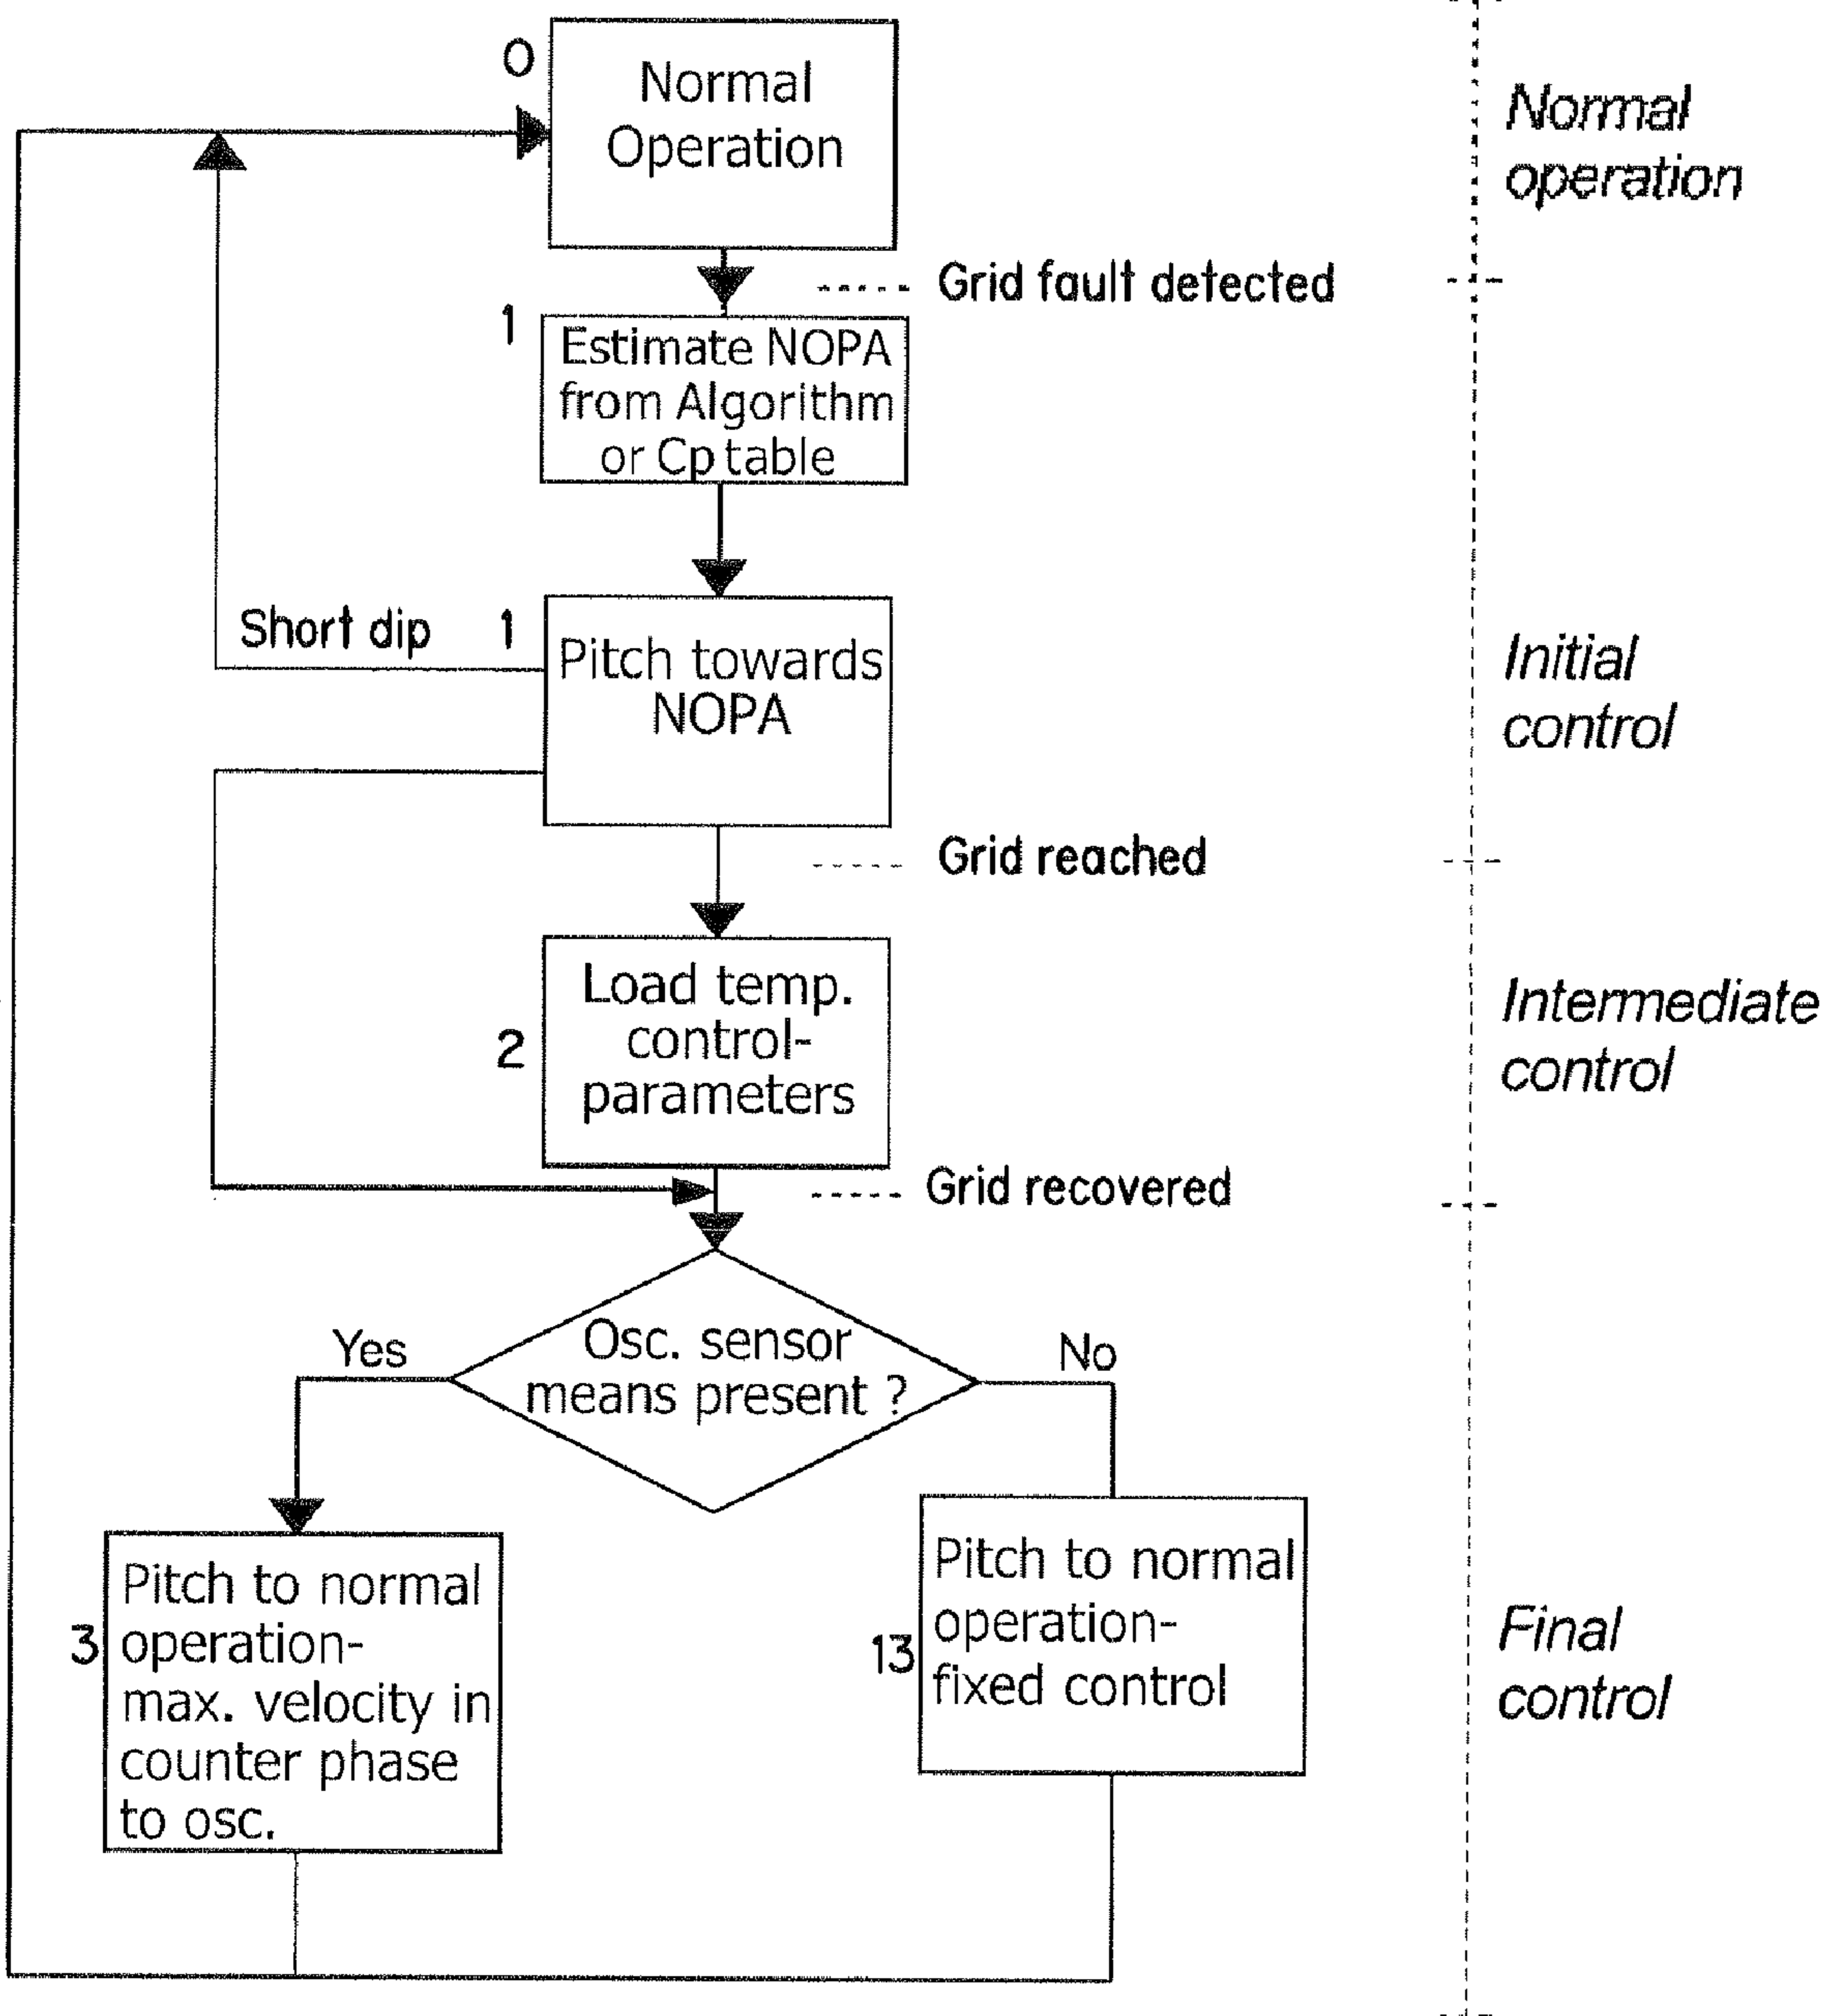 0
Normal
Operation
Normal
operation
Grid fault detected
1
Estimate NOPA
from Algorithm
or Cp table
Short dip
1
Pitch towards
NOPA
Initial
control
Grid reached
2
Load temp.
control-
parameters
Intermediate
control
Grid recovered
Osc. sensor
means present ?
Yes
No
3
Pitch to normal
operation-
max. velocity in
counter phase
to osc.
13
Pitch to normal
operation-
fixed control
Final
control